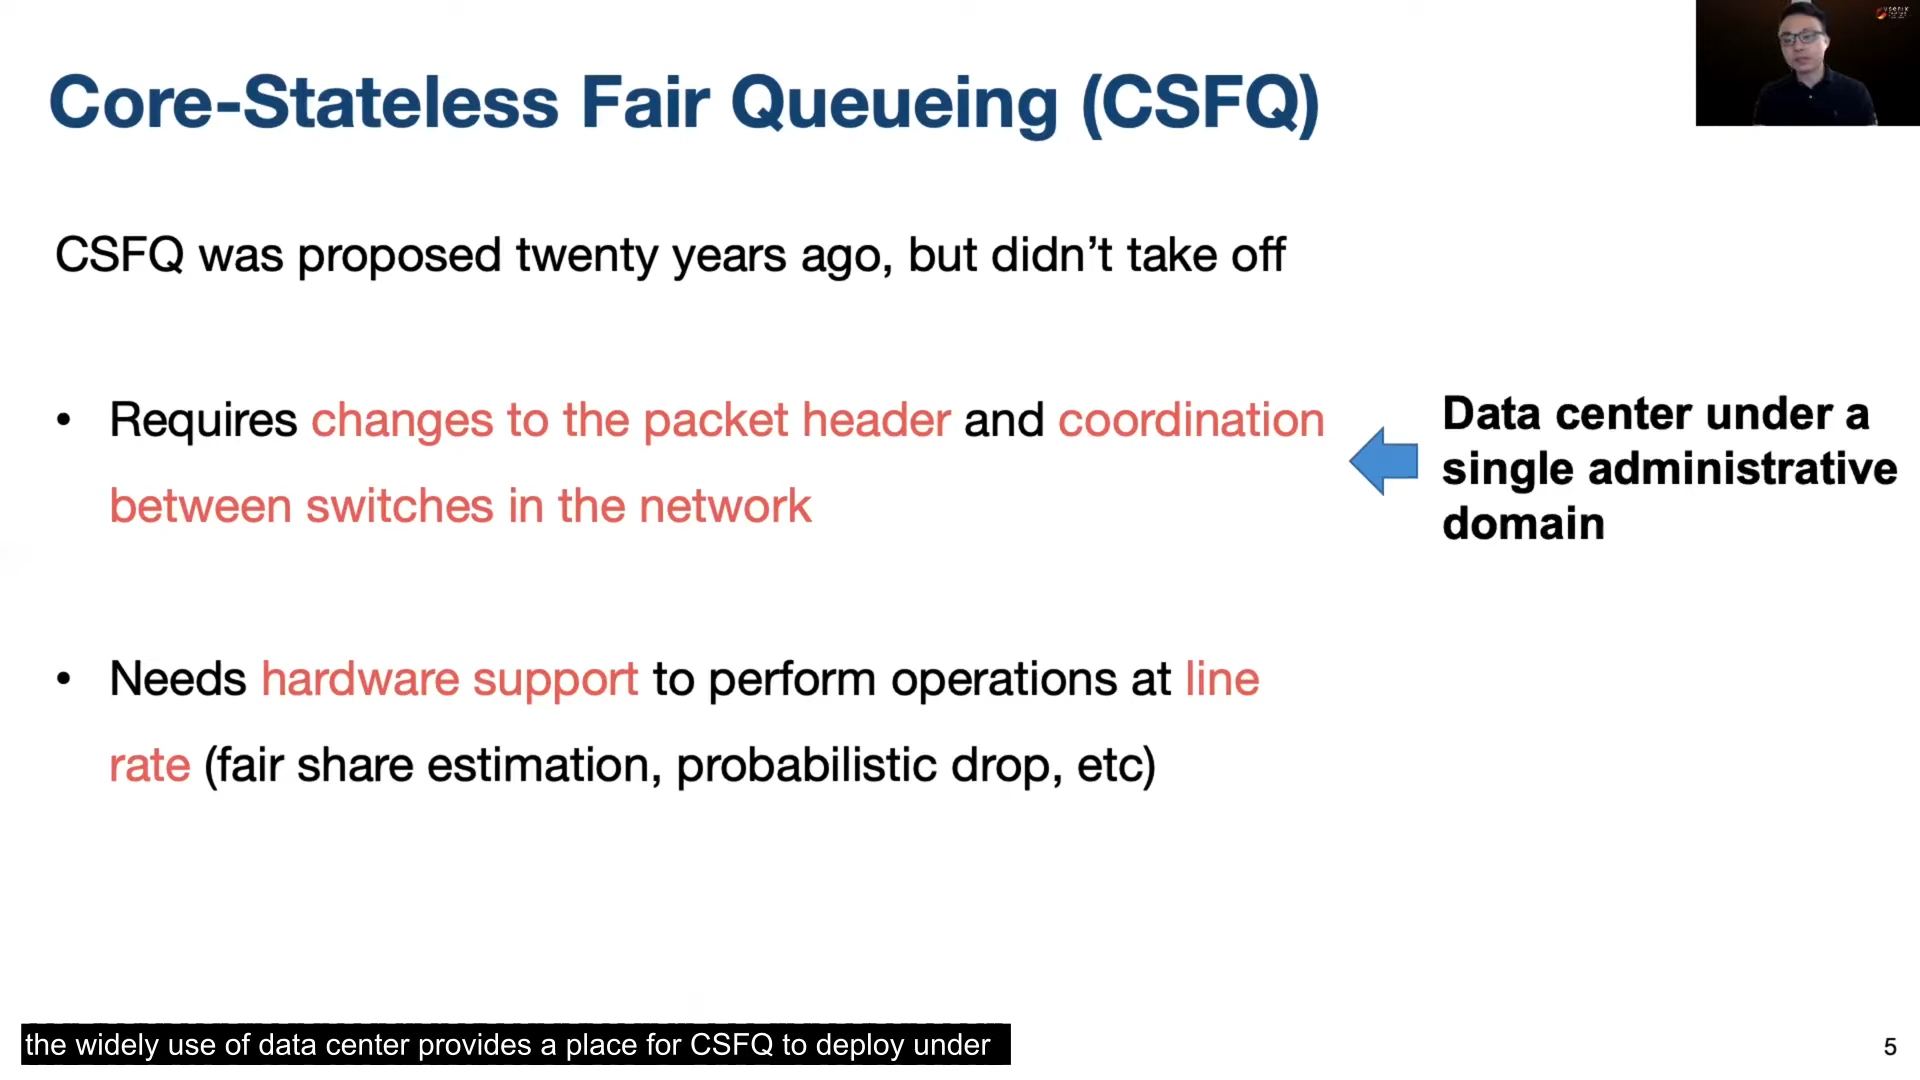 Core-Stateless Fair Queueing (CSFQ)
CSFQ was proposed twenty years ago, but didn’t take off
• Requires changes to the packet header and coordination
between switches in the network
Data center under a
single administrative
domain
• Needs hardware support to perform operations at line
rate (fair share estimation, probabilistic drop, etc)
the widely use of data center provides a place for CSFQ to deploy under
5